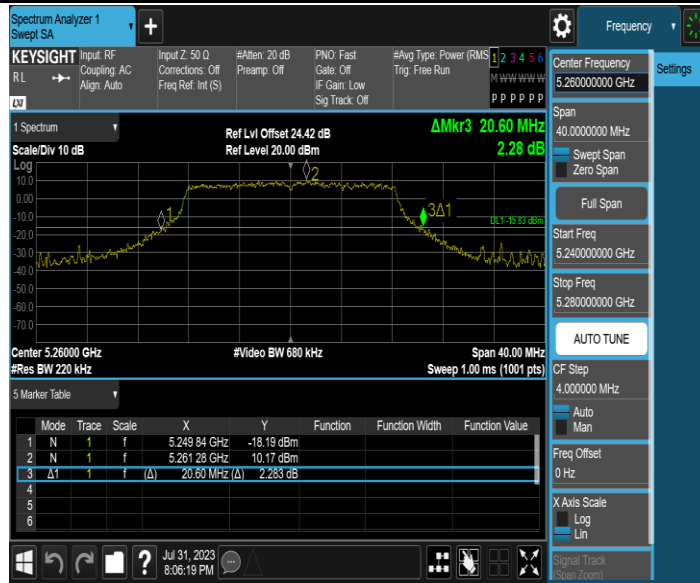 Spectrum Analyzer 1
Swept SA
+
Frequency
KEYSIGHT
RL
LXI
Input: RF
Coupling: AC
Align: Auto
Input Z: 50 Ω
Corrections: Off
Freq Ref: Int (S)
#Atten: 20 dB
Preamp: Off
PNO: Fast
Gate: Off
IF Gain: Low
Sig Track: Off
#Avg Type: Power (RMS
Trig: Free Run
1 2 3 4 5 6
M W W W W W
P P P P P P
Center Frequency
5.260000000 GHz
Settings
Span
40.0000000 MHz
Swept Span
Zero Span
Full Span
Start Freq
5.240000000 GHz
Stop Freq
5.280000000 GHz
AUTO TUNE
CF Step
4.000000 MHz
Auto
Man
Freq Offset
0 Hz
X Axis Scale
Log
Lin
Signal Track
(Span Zoom)
1 Spectrum
Scale/Div 10 dB
Ref Lvl Offset 24.42 dB
Ref Level 20.00 dBm
ΔMkr3 20.60 MHz
2.28 dB
Log
10.0
0.00
-10.0
-20.0
-30.0
-40.0
-50.0
-60.0
-70.0
1
2
3Δ1
DL1 -15.83 dBm
Center 5.26000 GHz
#Video BW 680 kHz
Span 40.00 MHz
#Res BW 220 kHz
Sweep 1.00 ms (1001 pts)
5 Marker Table
Mode Trace Scale X Y Function Function Width Function Value
1 N 1 f 5.249 84 GHz -18.19 dBm
2 N 1 f 5.261 28 GHz 10.17 dBm
3 Δ1 1 f (Δ) 20.60 MHz (Δ) 2.283 dB
4
5
6
?
Jul 31, 2023
8:06:19 PM